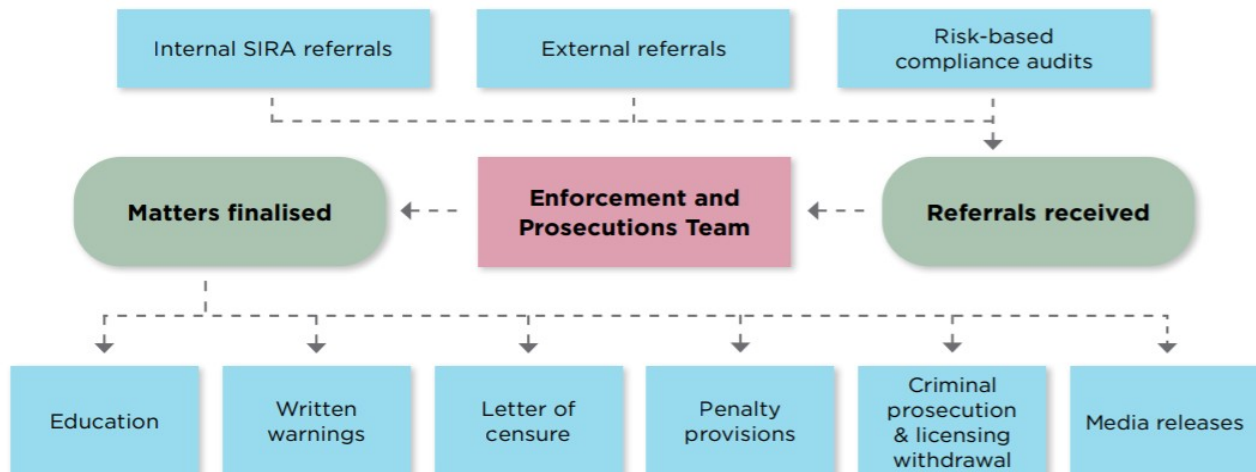 Internal SIRA referrals
External referrals
Risk-based
compliance audits
Matters finalised
Enforcement and
Prosecutions Team
Referrals received
Education
Written
warnings
Letter of
censure
Penalty
provisions
Criminal
prosecution
& licensing
withdrawal
Media releases